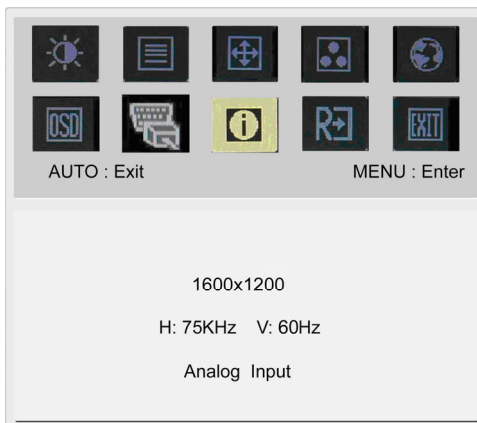 OSD
i
R
EXIT
AUTO : Exit MENU : Enter
1600x1200
H: 75KHz V: 60Hz
Analog Input